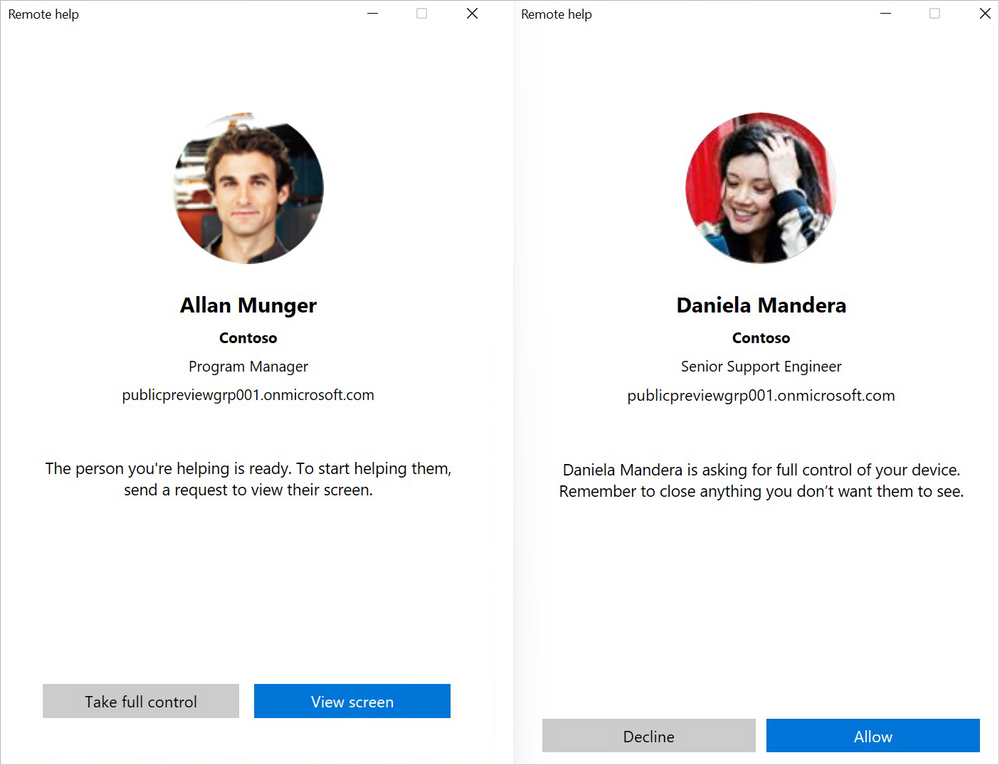 Remote help
Allan Munger
Contoso
Program Manager
publicpreviewgrp001.onmicrosoft.com
The person you're helping is ready. To start helping them,
send a request to view their screen.
Take full control
View screen
Remote help
Daniela Mandera
Contoso
Senior Support Engineer
publicpreviewgrp001.onmicrosoft.com
Daniela Mandera is asking for full control of your device.
Remember to close anything you don’t want them to see.
Decline
Allow